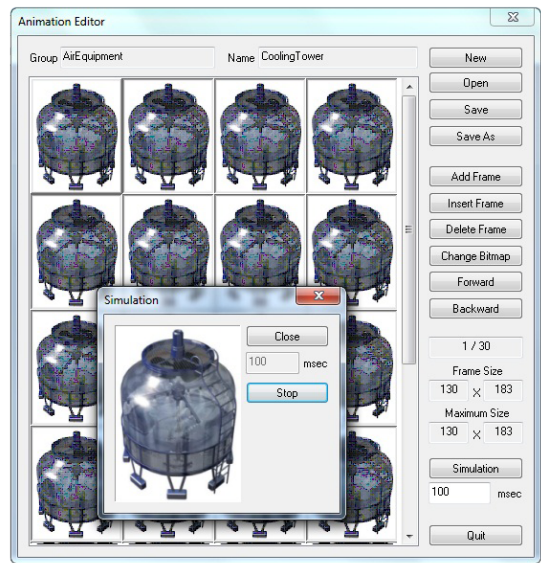 Animation Editor
Group AirEquipment Name CoolingTower
New
Open
Save
Save As
Add Frame
Insert Frame
Delete Frame
Change Bitmap
Forward
Backward
1 / 30
Frame Size
130 × 183
Maximum Size
130 × 183
Simulation
100 msec
Quit
Simulation
Close
100 msec
Stop